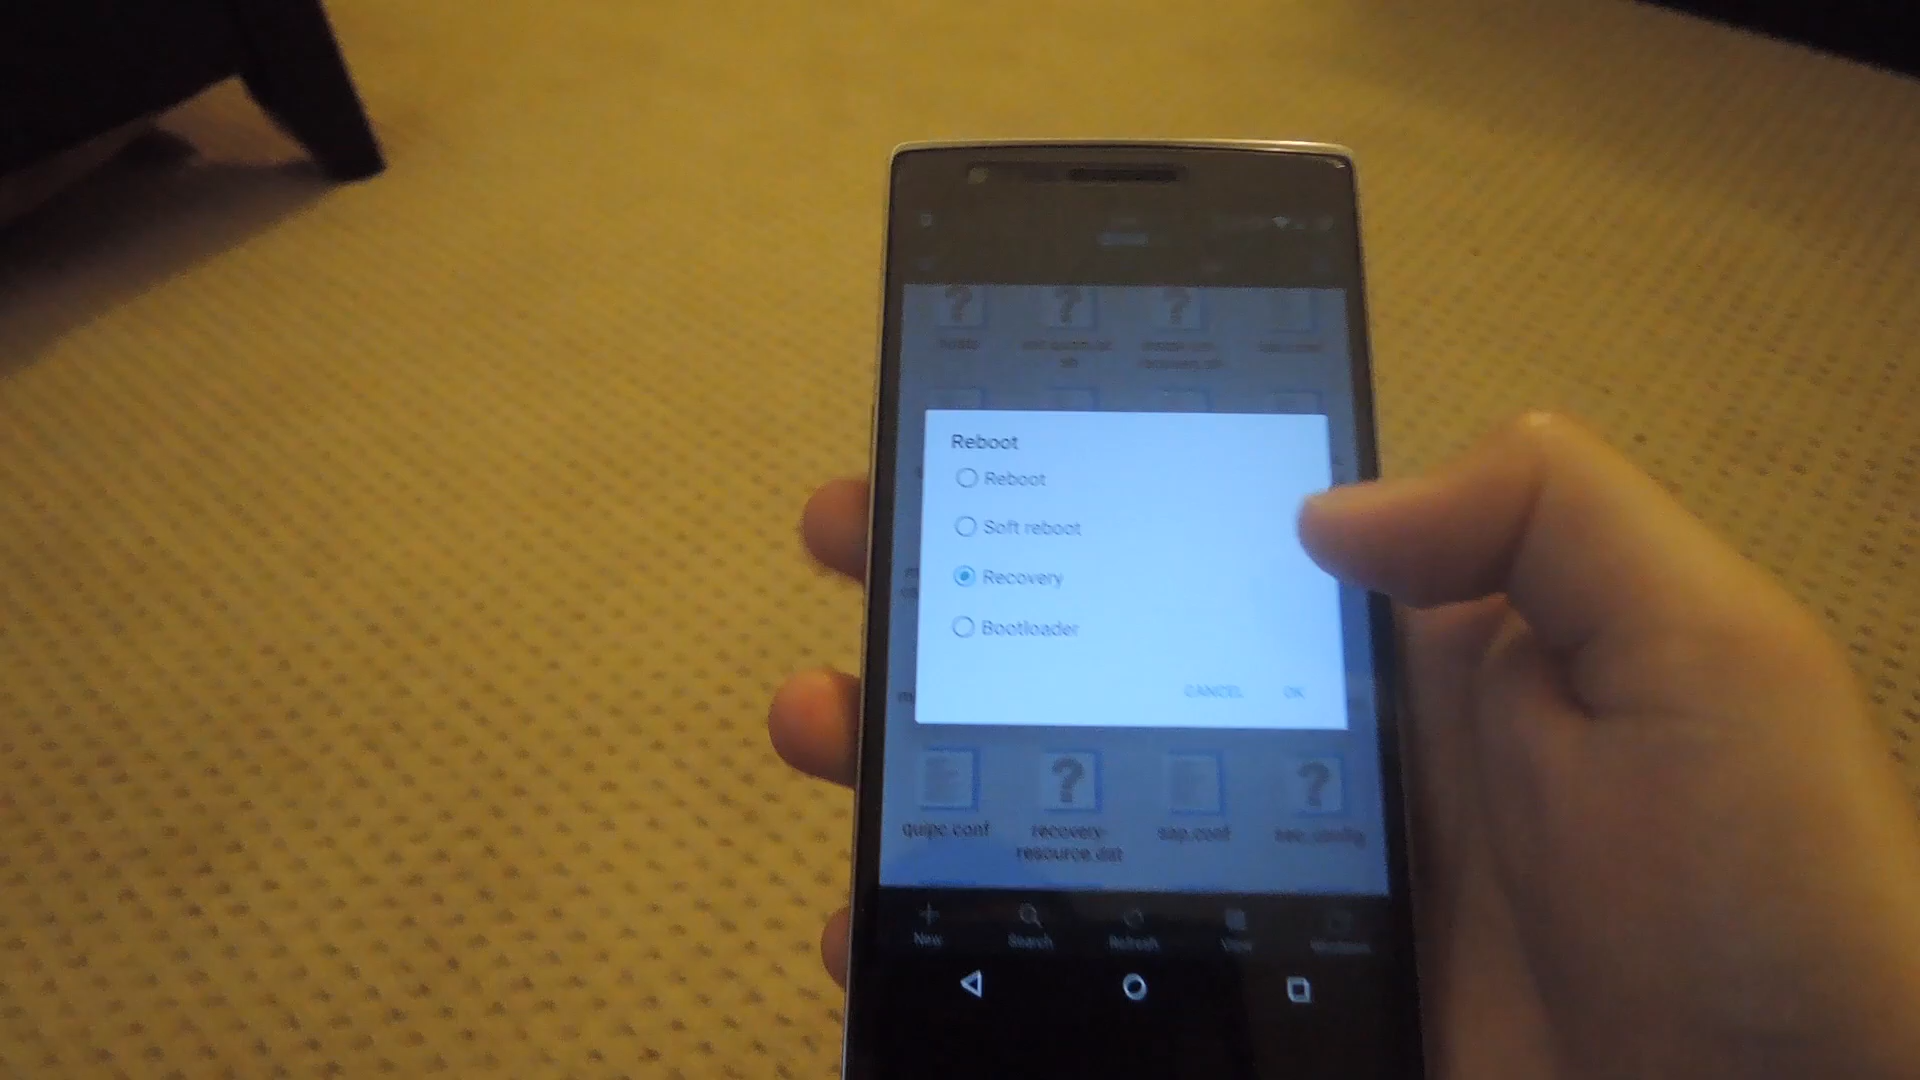 Reboot
Reboot
Soft reboot
Recovery
Bootloader
CANCEL OK
quipc.conf recovery- sap.conf sec_config
resource.dat
New Search Refresh View